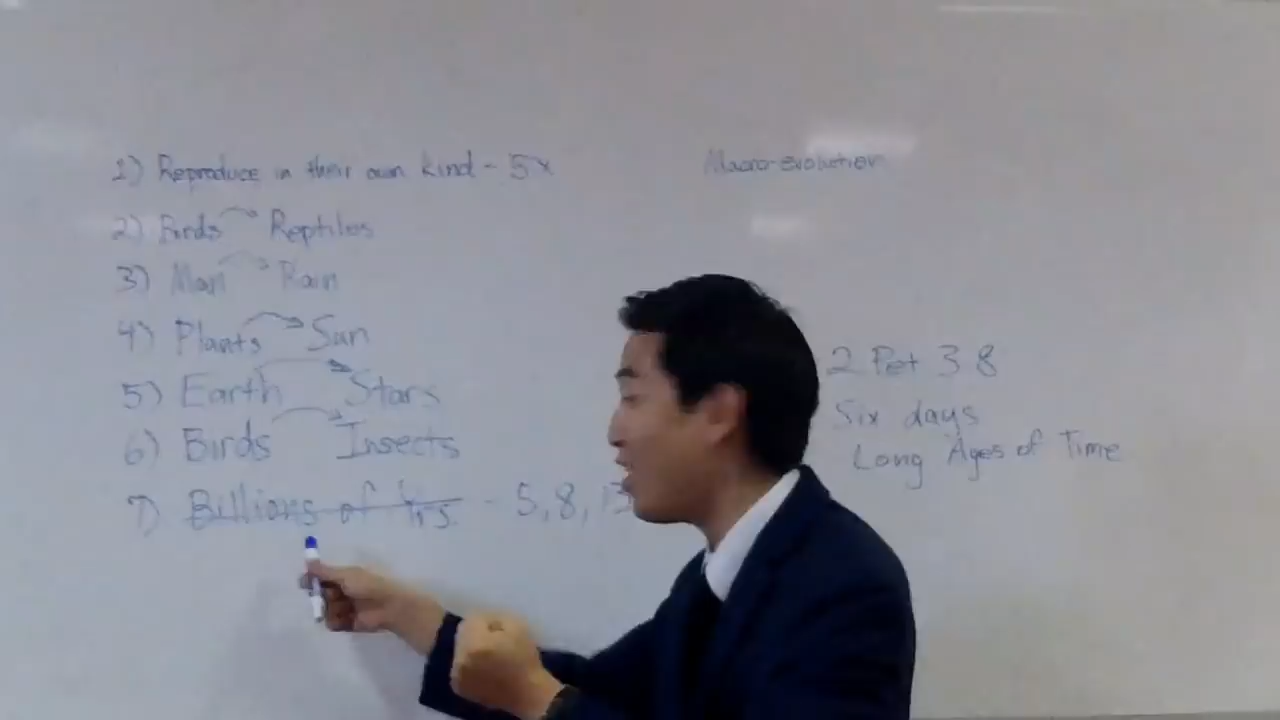 1) Reproduce in their own kind - 5x
Macro-evolution
2) Birds Reptiles
3) Man Rain
4) Plants Sun
5) Earth Stars
6) Birds Insects
7) Billions of Yrs. - 5, 8, 13
2 Pet 3 8
Six days
Long Ages of Time